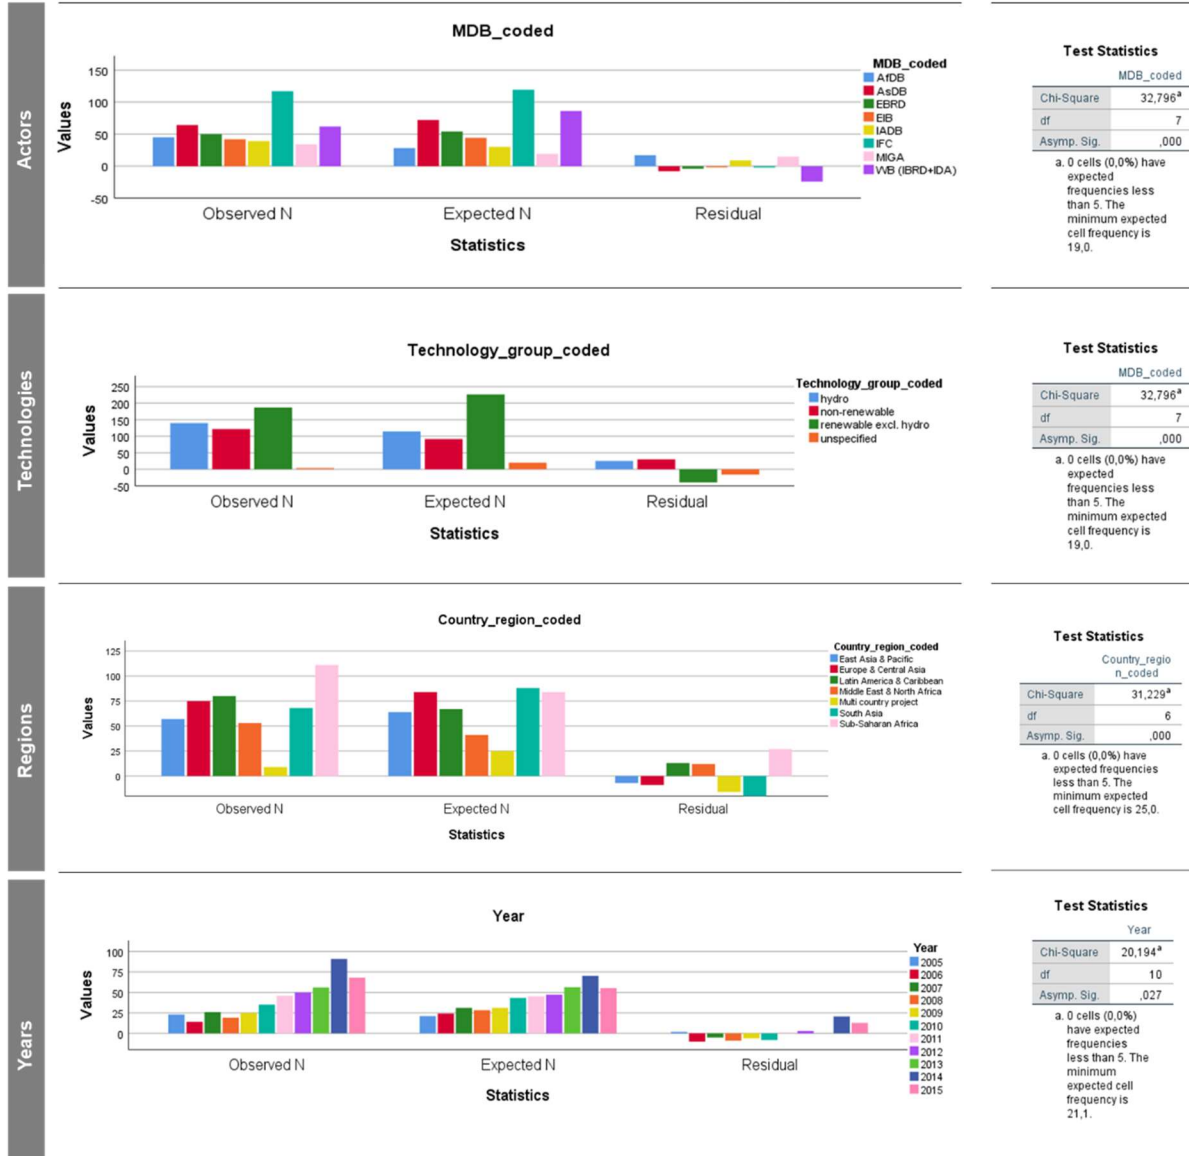 Actors
MDB_coded
Values
150
100
50
0
-50
Observed N
Expected N
Residual
Statistics
MDB_coded
AfDB
AsDB
EBRD
EIB
IADB
IFC
MIGA
WB (IBRD+IDA)
Test Statistics
MDB_coded
Chi-Square 32,796a
df 7
Asymp. Sig. ,000
a. 0 cells (0,0%) have
expected
frequencies less
than 5. The
minimum expected
cell frequency is
19,0.
Technologies
Technology_group_coded
Values
250
200
150
100
50
0
-50
Observed N
Expected N
Residual
Statistics
Technology_group_coded
hydro
non-renewable
renewable excl. hydro
unspecified
Test Statistics
MDB_coded
Chi-Square 32,796a
df 7
Asymp. Sig. ,000
a. 0 cells (0,0%) have
expected
frequencies less
than 5. The
minimum expected
cell frequency is
19,0.
Regions
Country_region_coded
Values
125
100
75
50
25
0
Observed N
Expected N
Residual
Statistics
Country_region_coded
East Asia & Pacific
Europe & Central Asia
Latin America & Caribbean
Middle East & North Africa
Multi country project
South Asia
Sub-Saharan Africa
Test Statistics
Country_regio
n_coded
Chi-Square 31,229a
df 6
Asymp. Sig. ,000
a. 0 cells (0,0%) have
expected frequencies
less than 5. The
minimum expected
cell frequency is 25,0.
Years
Year
Values
100
75
50
25
0
Observed N
Expected N
Residual
Statistics
Year
2005
2006
2007
2008
2009
2010
2011
2012
2013
2014
2015
Test Statistics
Year
Chi-Square 20,194a
df 10
Asymp. Sig. ,027
a. 0 cells (0,0%)
have expected
frequencies
less than 5. The
minimum
expected cell
frequency is
21,1.